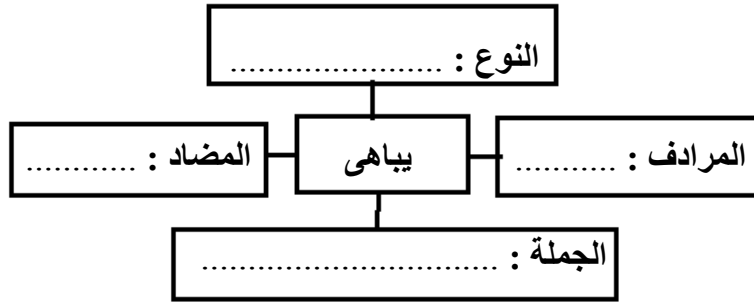 النوع : ......................
المرادف : ...........
يباهى
المضاد : ............
الجملة : ...............................